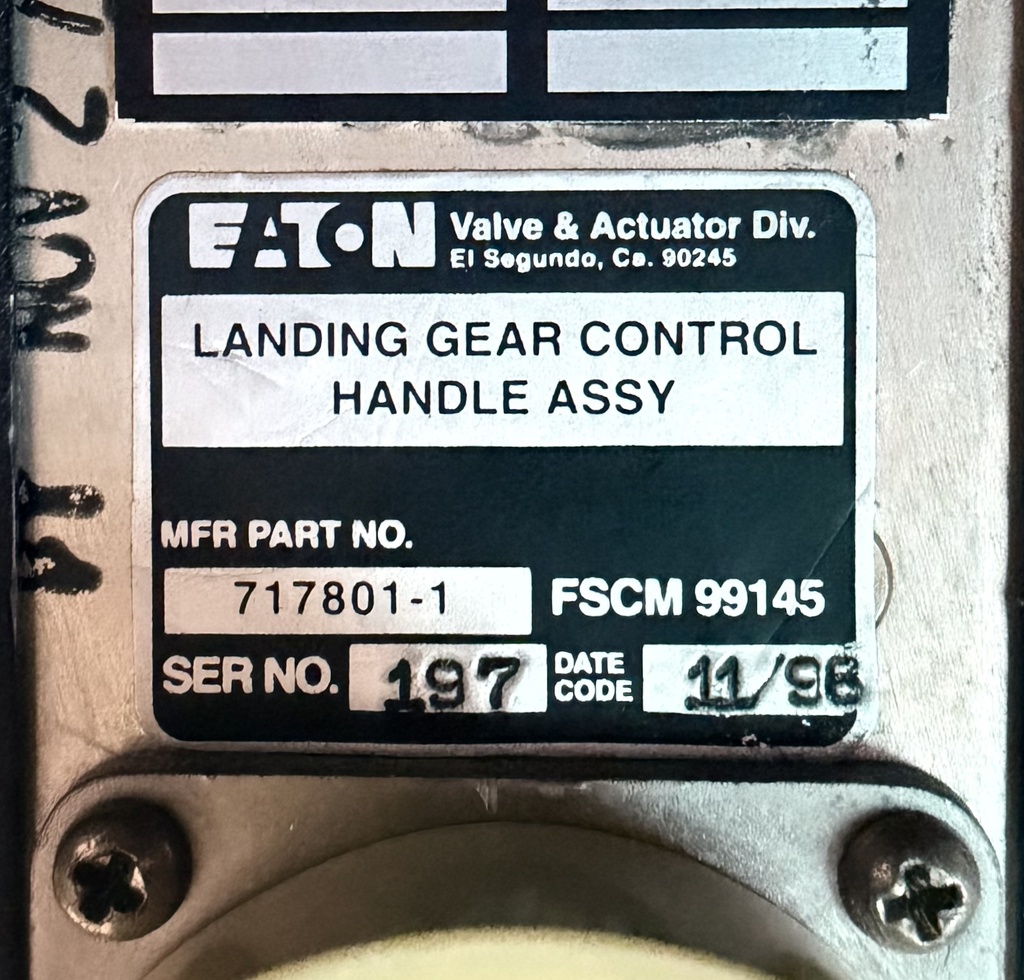 EATON Valve & Actuator Div.
El Segundo, Ca. 90245
LANDING GEAR CONTROL
HANDLE ASSY
MFR PART NO.
717801-1 FSCM 99145
SER NO. 197 DATE CODE 11/98